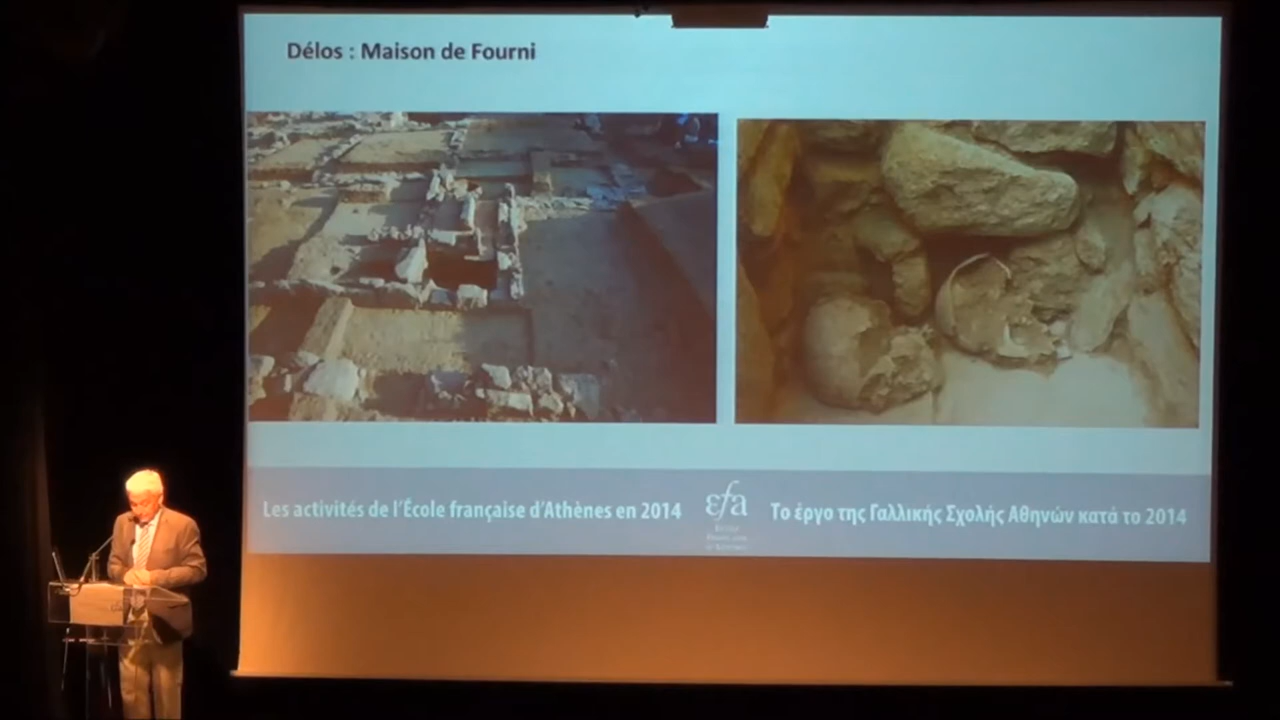 Délos : Maison de Fourni
Les activités de l'École française d'Athènes en 2014
εfa
Το έργο της Γαλλικής Σχολής Αθηνών κατά το 2014